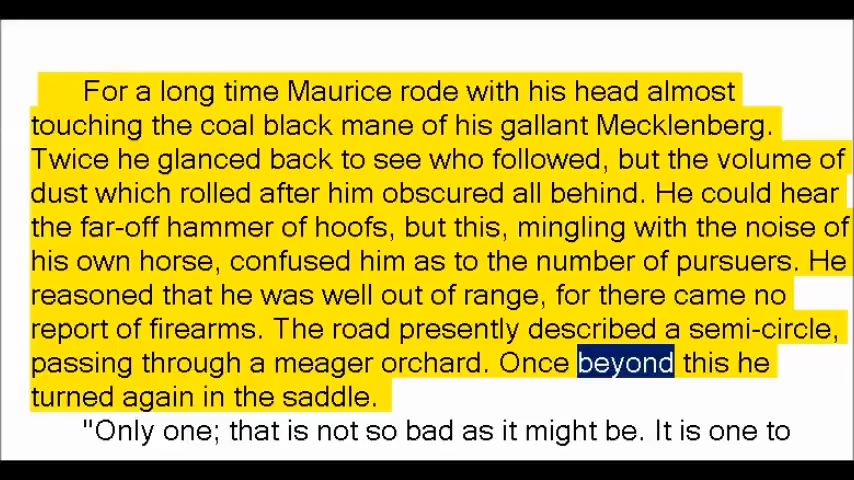 For a long time Maurice rode with his head almost
touching the coal black mane of his gallant Mecklenberg.
Twice he glanced back to see who followed, but the volume of
dust which rolled after him obscured all behind. He could hear
the far-off hammer of hoofs, but this, mingling with the noise of
his own horse, confused him as to the number of pursuers. He
reasoned that he was well out of range, for there came no
report of firearms. The road presently described a semi-circle,
passing through a meager orchard. Once beyond this he
turned again in the saddle.
"Only one; that is not so bad as it might be. It is one to